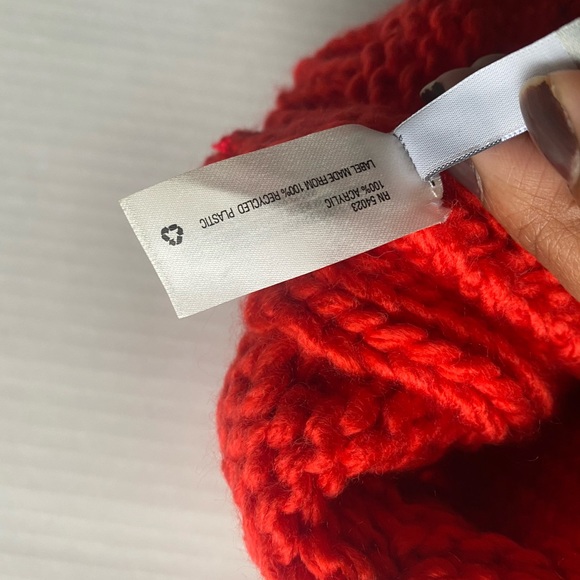 RN 54023
100% ACRYLIC
LABEL MADE FROM 100% RECYCLED PLASTIC